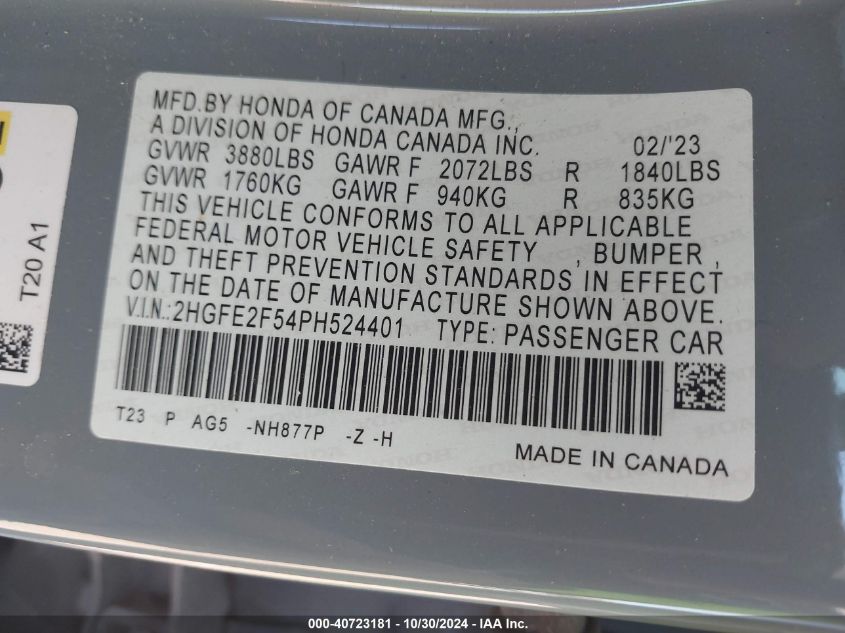 MFD.BY HONDA OF CANADA MFG.,
A DIVISION OF HONDA CANADA INC. 02/'23
GVWR 3880LBS GAWR F 2072LBS R 1840LBS
GVWR 1760KG GAWR F 940KG R 835KG
THIS VEHICLE CONFORMS TO ALL APPLICABLE
FEDERAL MOTOR VEHICLE SAFETY , BUMPER ,
AND THEFT PREVENTION STANDARDS IN EFFECT
ON THE DATE OF MANUFACTURE SHOWN ABOVE.
V.I.N.:2HGFE2F54PH524401 TYPE: PASSENGER CAR
T23 P AG5 -NH877P -Z -H
MADE IN CANADA
T20 A1
000-40723181 - 10/30/2024 - IAA